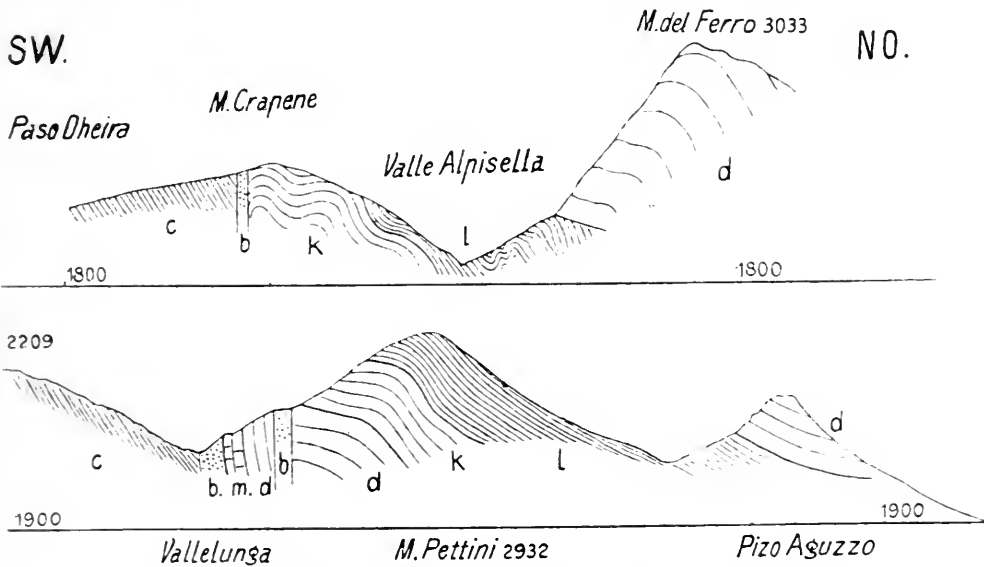 M. del Ferro 3033
SW.
NO.
M. Crapene
Paso Dheira
Valle Alpisella
d
c
b
k
l
1800
1800
2209
d
c
b
k
l
b. m. d
d
1900
1900
Vallelunga
M. Pettini 2932
Pizo Aguzzo